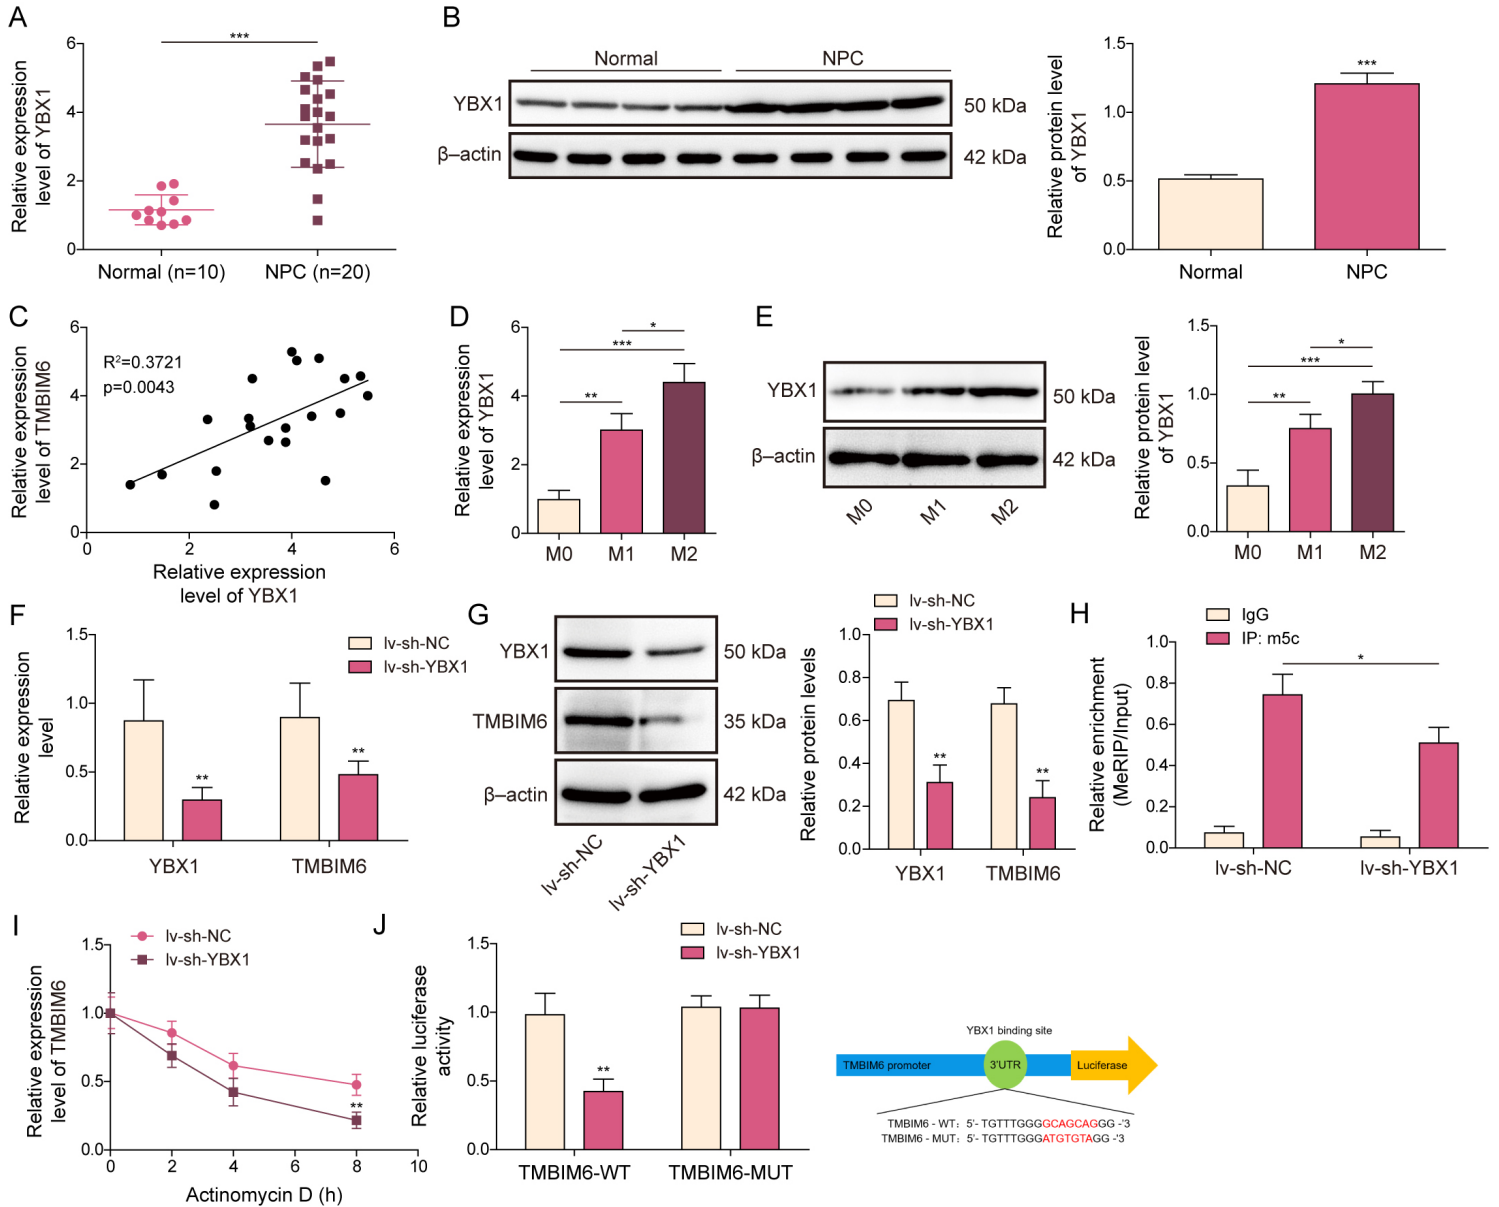 A
***
Relative expression
level of YBX1
6
4
2
0
Normal (n=10)
NPC (n=20)
B
Normal
NPC
YBX1
50 kDa
β–actin
42 kDa
Relative protein level
of YBX1
1.5
1.0
0.5
0.0
***
Normal
NPC
C
Relative expression
level of TMBIM6
6
4
2
0
R²=0.3721
p=0.0043
0
2
4
6
Relative expression
level of YBX1
D
Relative expression
level of YBX1
6
4
2
0
*
***
**
M0
M1
M2
E
YBX1
50 kDa
β–actin
42 kDa
M0
M1
M2
Relative protein level
of YBX1
1.5
1.0
0.5
0.0
*
***
**
M0
M1
M2
F
Relative expression
level
1.5
1.0
0.5
0.0
lv-sh-NC
lv-sh-YBX1
**
**
YBX1
TMBIM6
G
YBX1
50 kDa
TMBIM6
35 kDa
β–actin
42 kDa
lv-sh-NC
lv-sh-YBX1
lv-sh-NC
lv-sh-YBX1
Relative protein levels
1.0
0.8
0.6
0.4
0.2
0.0
**
**
YBX1
TMBIM6
H
IgG
IP: m5c
Relative enrichment
(MeRIP/Input)
1.0
0.8
0.6
0.4
0.2
0.0
*
lv-sh-NC
lv-sh-YBX1
I
lv-sh-NC
lv-sh-YBX1
Relative expression
level of TMBIM6
1.5
1.0
0.5
0.0
**
0
2
4
6
8
10
Actinomycin D (h)
J
lv-sh-NC
lv-sh-YBX1
Relative luciferase
activity
1.5
1.0
0.5
0.0
**
TMBIM6-WT
TMBIM6-MUT
YBX1 binding site
TMBIM6 promoter
3'UTR
Luciferase
TMBIM6 - WT: 5'- TGTTTGGGGCAGCAGGG -'3
TMBIM6 - MUT: 5'- TGTTTGGGATGTGTAGG -'3